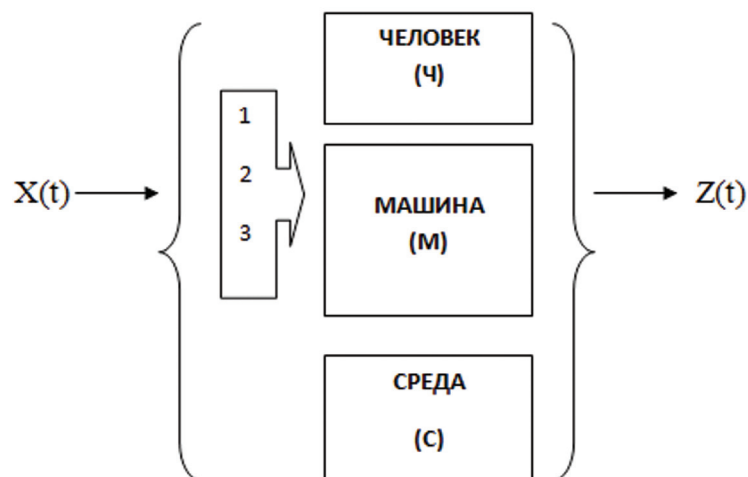 ЧЕЛОВЕК
(Ч)
1
2
3
X(t)
МАШИНА
(М)
Z(t)
СРЕДА
(С)